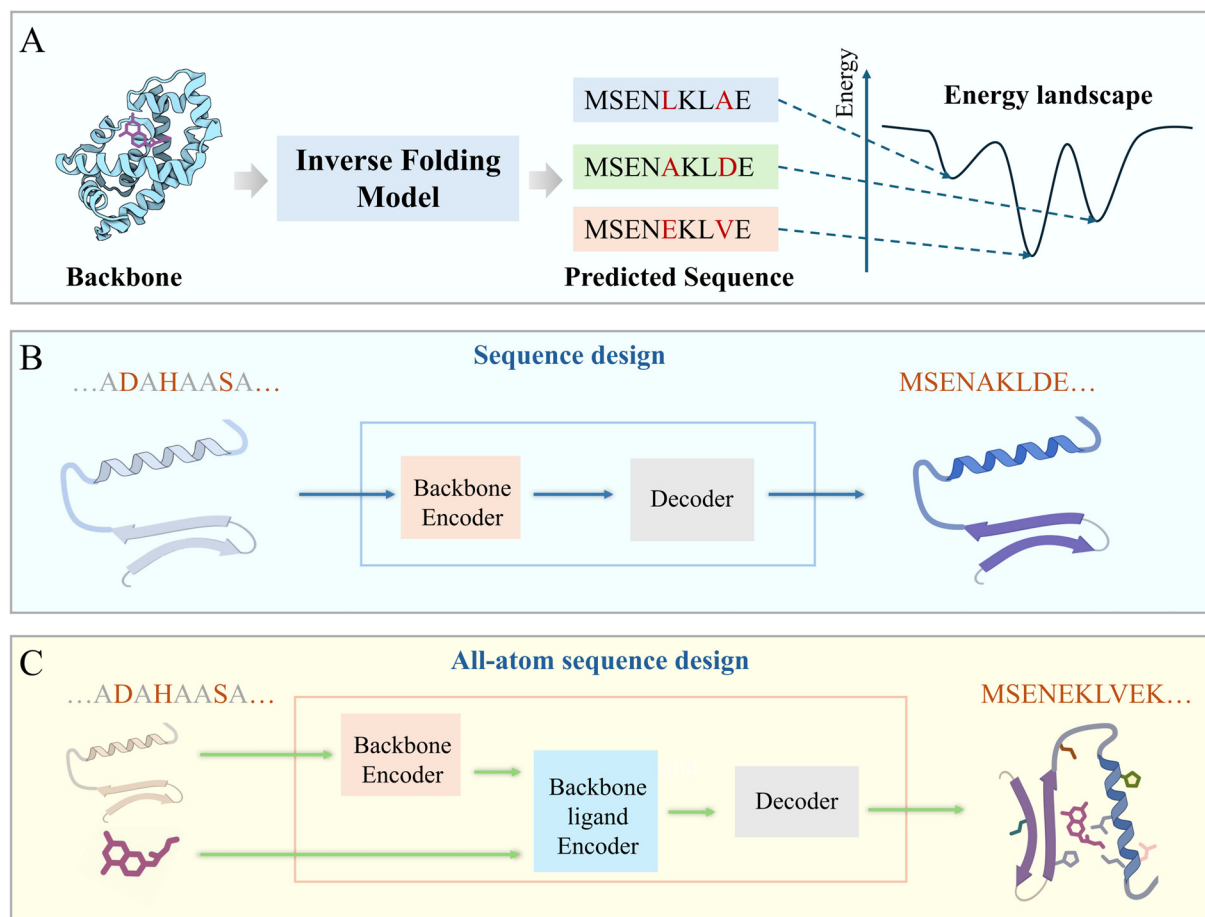 A
Backbone
Inverse Folding
Model
MSENLKLAE
MSENAKLDE
MSENEKLVE
Predicted Sequence
Energy
Energy landscape
B
Sequence design
…ADAHAASA…
Backbone
Encoder
Decoder
MSENAKLDE…
C
All-atom sequence design
…ADAHAASA…
Backbone
Encoder
Backbone
ligand
Encoder
Decoder
MSENEKLVEK…